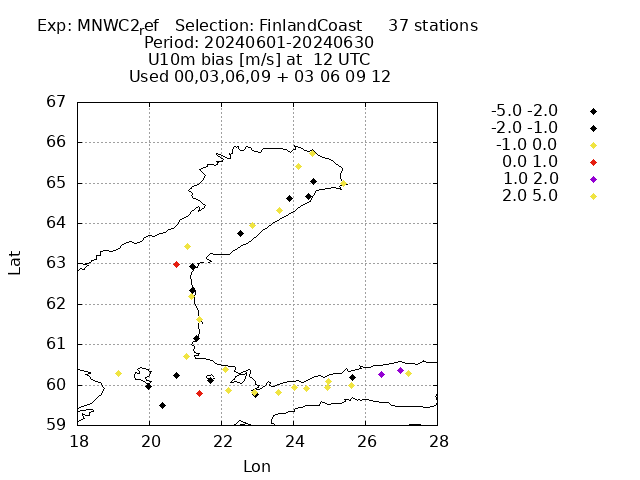 Exp: MNWC2ref Selection: FinlandCoast 37 stations
Period: 20240601-20240630
U10m bias [m/s] at 12 UTC
Used 00,03,06,09 + 03 06 09 12
-5.0 -2.0
-2.0 -1.0
-1.0 0.0
0.0 1.0
1.0 2.0
2.0 5.0
67
66
65
64
63
62
61
60
59
Lat
18 20 22 24 26 28
Lon